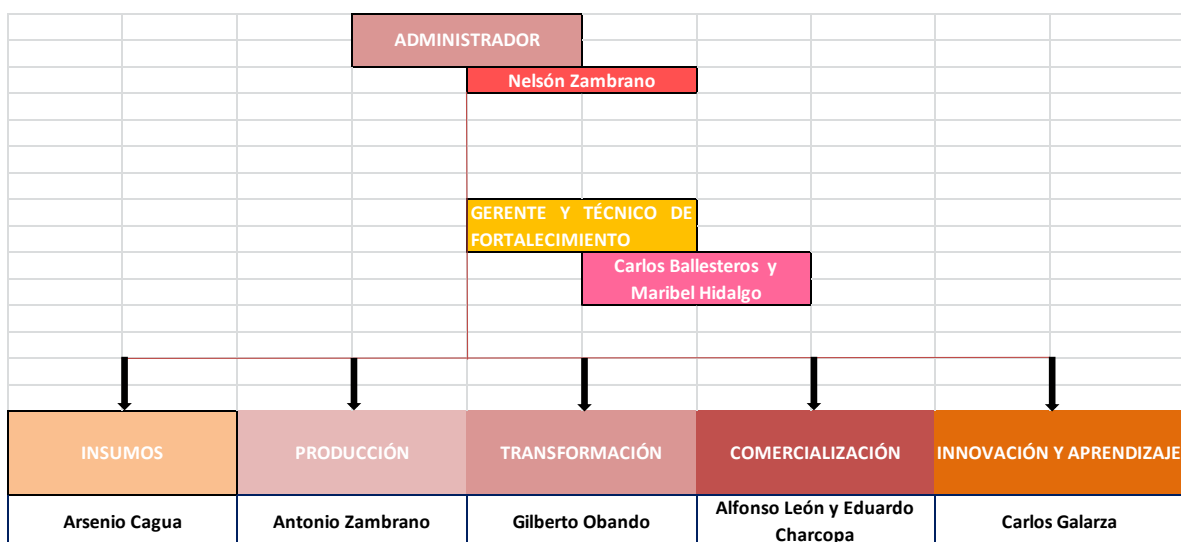 ADMINISTRADOR
Nelsón Zambrano
GERENTE Y TÉCNICO DE
FORTALECIMIENTO
Carlos Ballesteros y
Maribel Hidalgo
INSUMOS
PRODUCCIÓN
TRANSFORMACIÓN
COMERCIALIZACIÓN
INNOVACIÓN Y APRENDIZAJE
Arsenio Cagua
Antonio Zambrano
Gilberto Obando
Alfonso León y Eduardo
Charcopa
Carlos Galarza